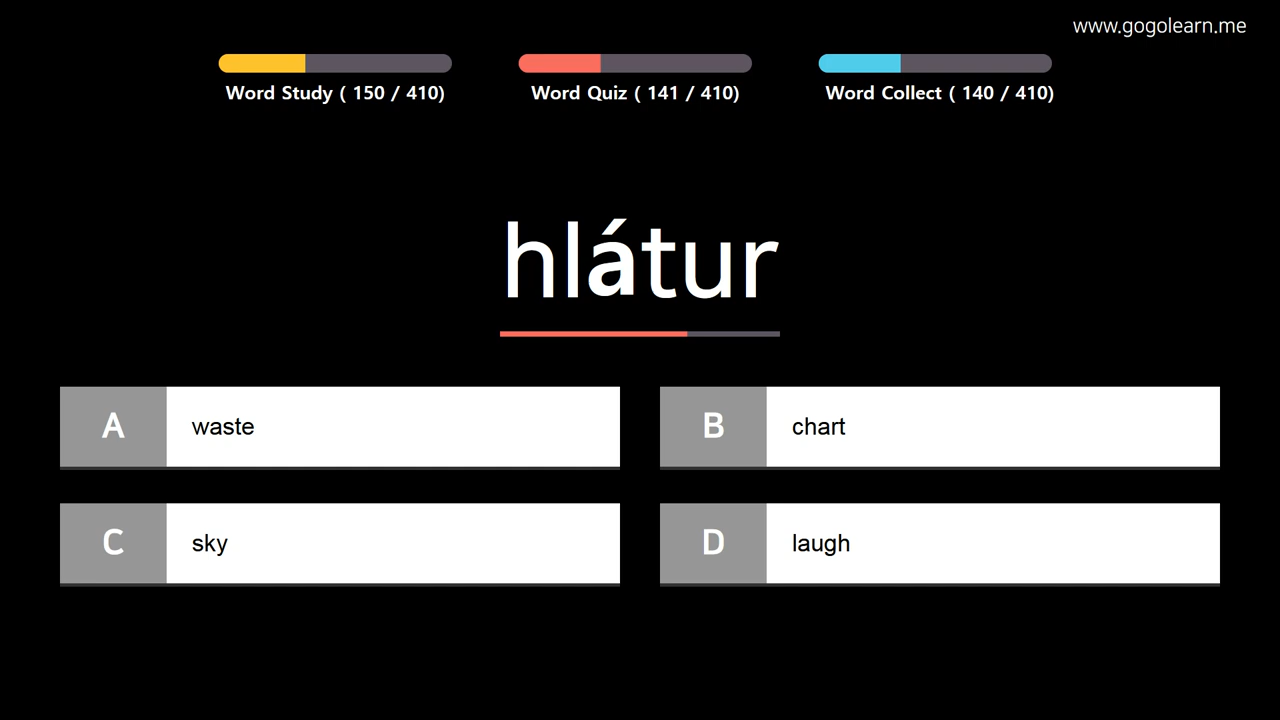 www.gogolearn.me
Word Study ( 150 / 410)
Word Quiz ( 141 / 410)
Word Collect ( 140 / 410)
hlátur
A waste
B chart
C sky
D laugh